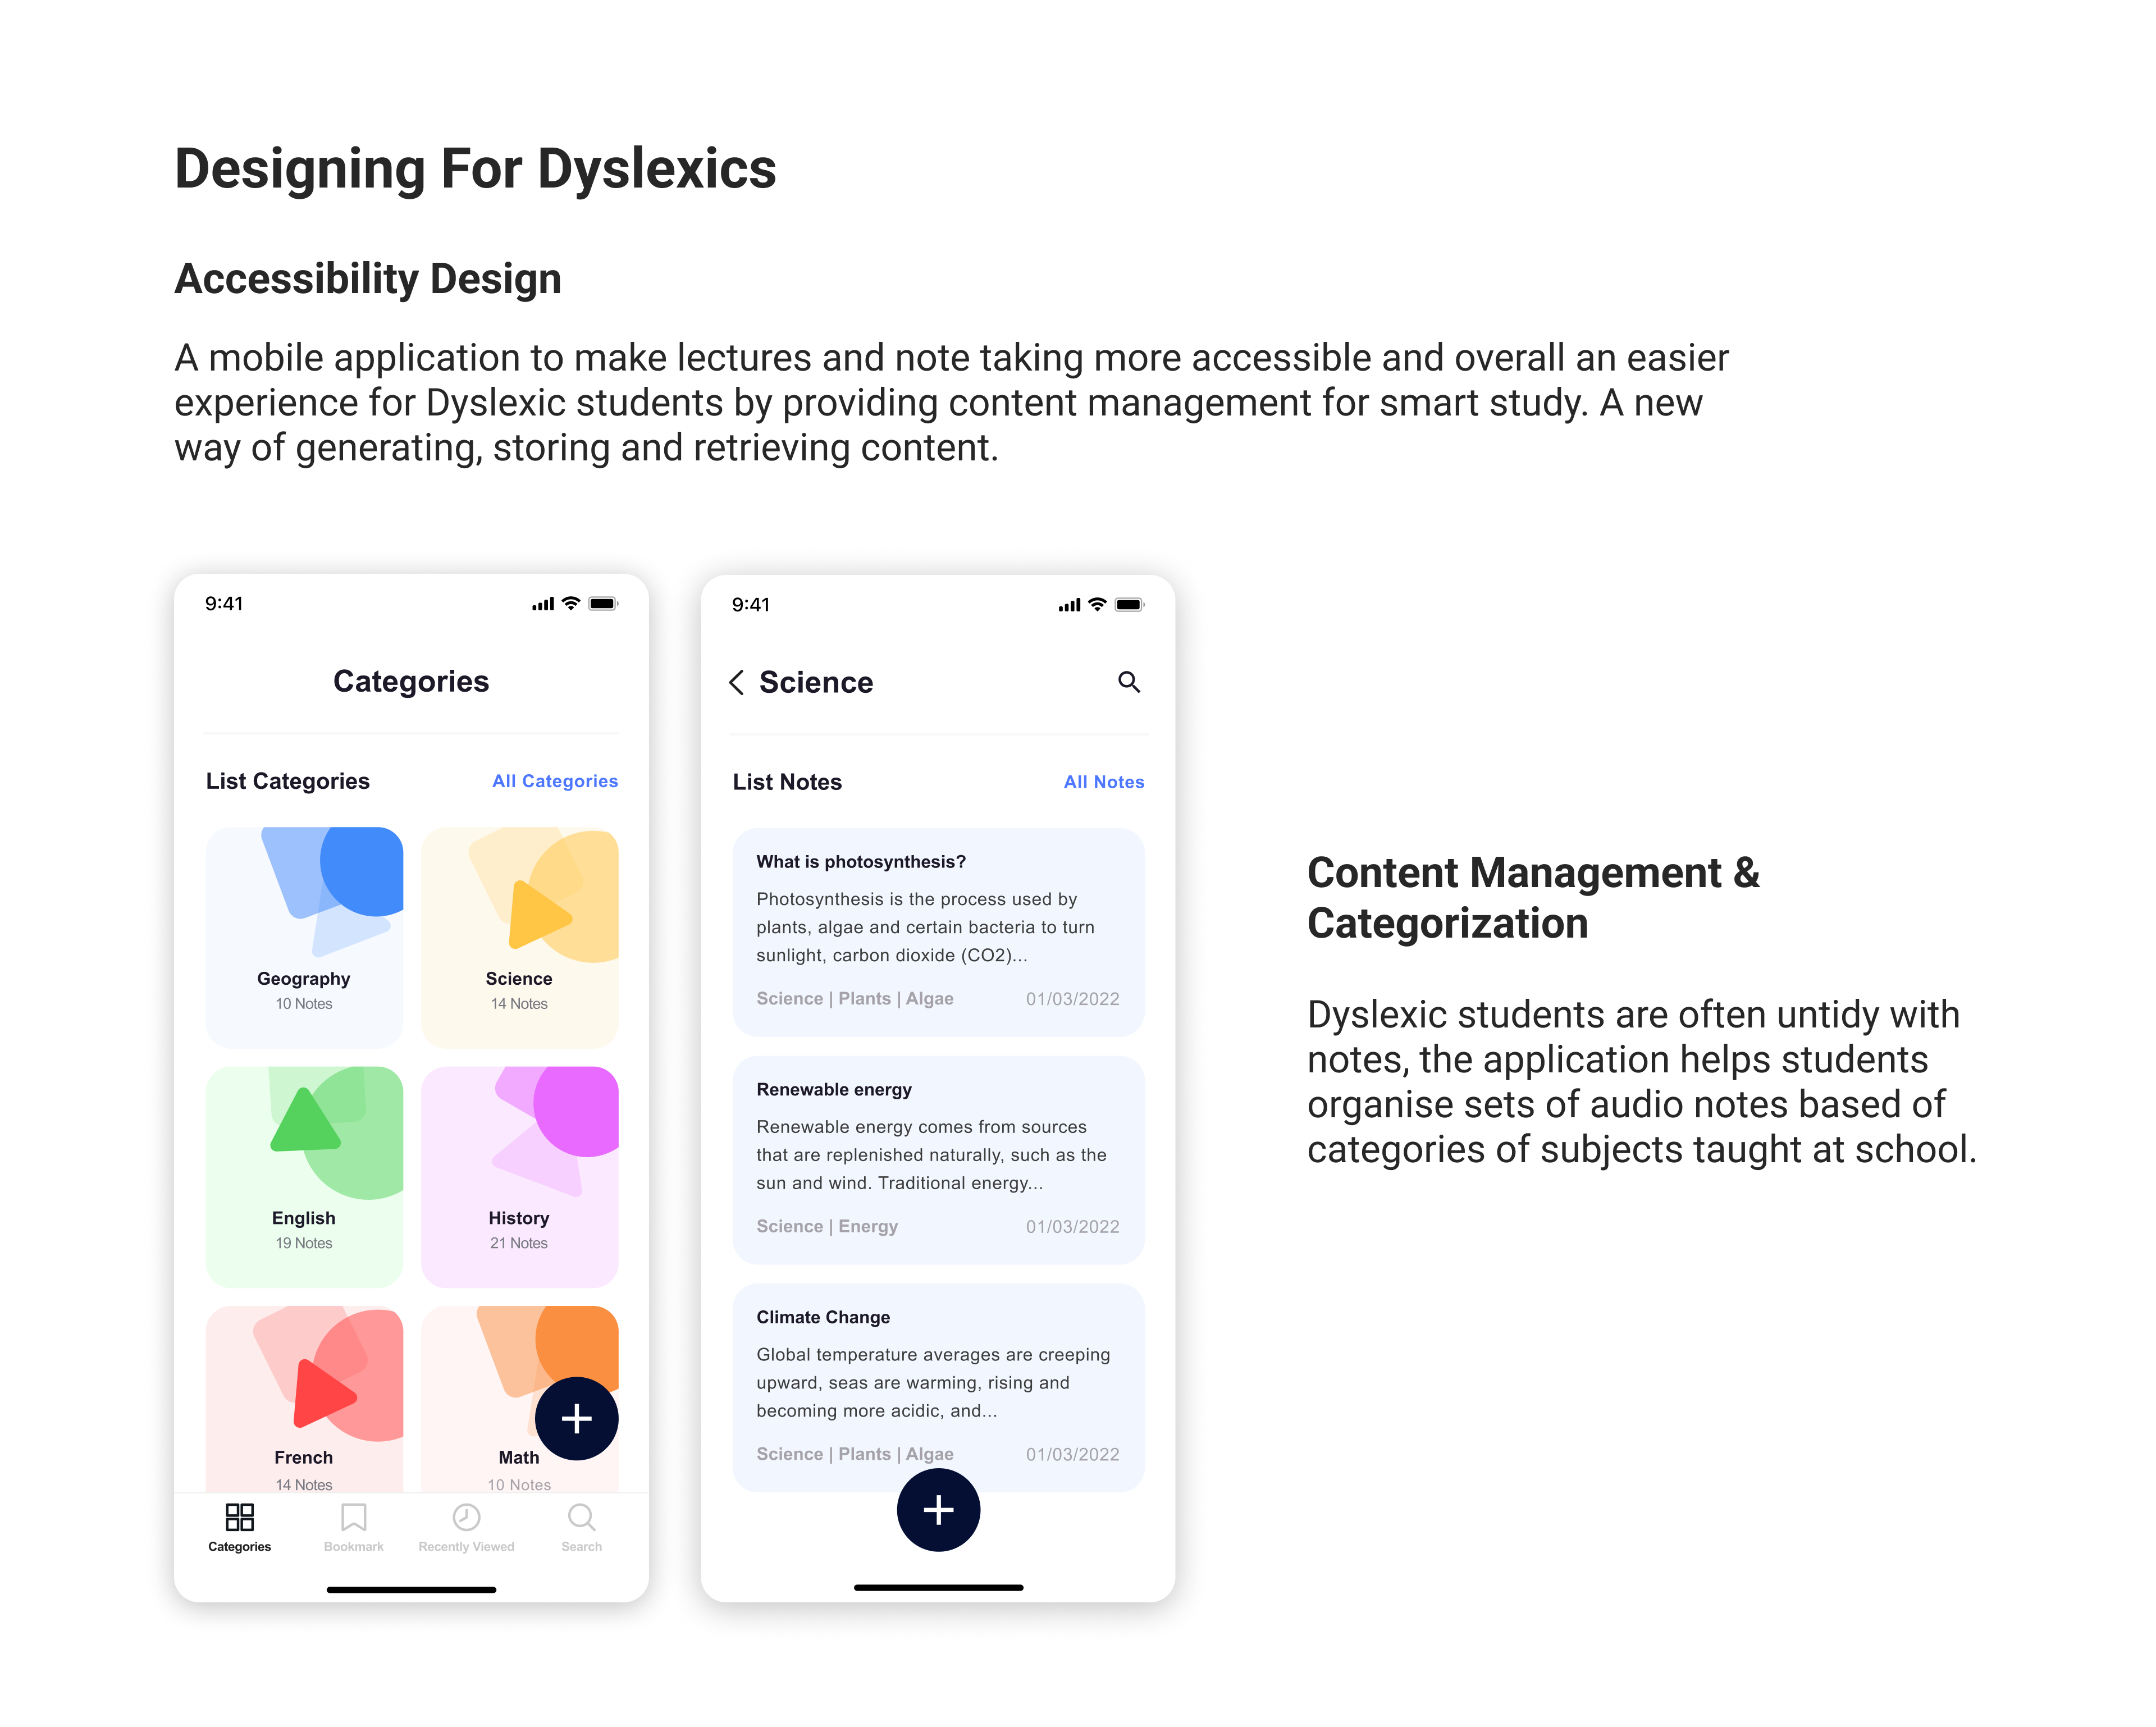 Designing For Dyslexics
Accessibility Design
A mobile application to make lectures and note taking more accessible and overall an easier
experience for Dyslexic students by providing content management for smart study. A new
way of generating, storing and retrieving content.
9:41
Categories
List Categories
All Categories
Geography
10 Notes
Science
14 Notes
English
19 Notes
History
21 Notes
French
14 Notes
Math
10 Notes
Categories
Bookmark
Recently Viewed
Search
9:41
Science
List Notes
All Notes
What is photosynthesis?
Photosynthesis is the process used by
plants, algae and certain bacteria to turn
sunlight, carbon dioxide (CO2)...
Science | Plants | Algae
01/03/2022
Renewable energy
Renewable energy comes from sources
that are replenished naturally, such as the
sun and wind. Traditional energy...
Science | Energy
01/03/2022
Climate Change
Global temperature averages are creeping
upward, seas are warming, rising and
becoming more acidic, and...
Science | Plants | Algae
01/03/2022
Content Management &
Categorization
Dyslexic students are often untidy with
notes, the application helps students
organise sets of audio notes based of
categories of subjects taught at school.